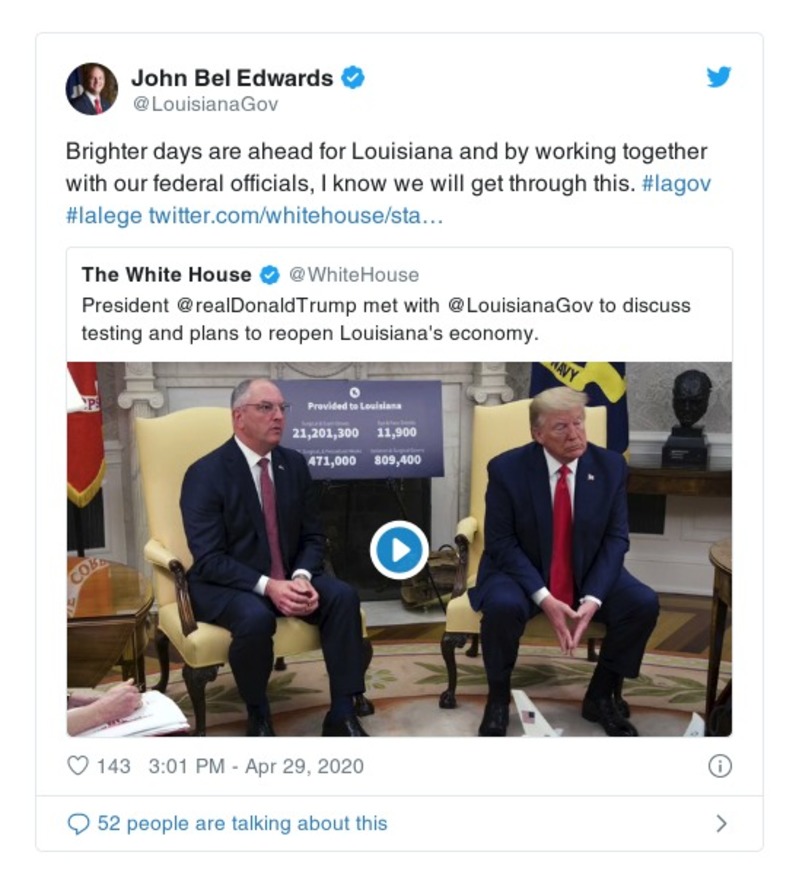 John Bel Edwards
@LouisianaGov
Brighter days are ahead for Louisiana and by working together
with our federal officials, I know we will get through this. #lagov
#lalege twitter.com/whitehouse/sta…
The White House @WhiteHouse
President @realDonaldTrump met with @LouisianaGov to discuss
testing and plans to reopen Louisiana's economy.
NAVY
Provided to Louisiana
21,201,300 11,900
471,000 809,400
CORP
143 3:01 PM - Apr 29, 2020
52 people are talking about this